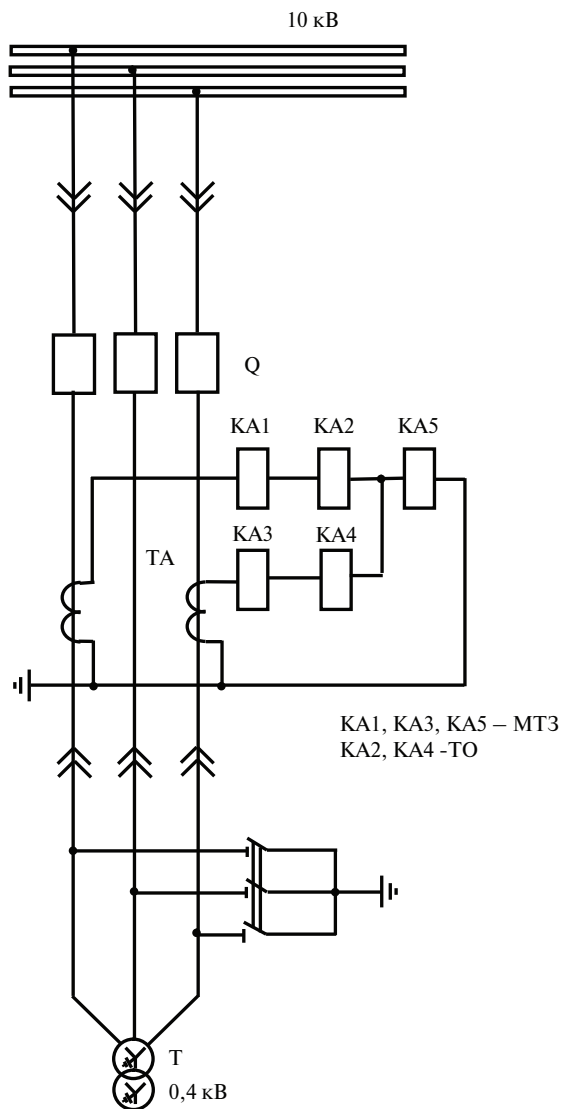 10 кВ
Q
KA1 KA2 KA5
KA3 KA4
TA
KA1, KA3, KA5 – МТЗ
KA2, KA4 -ТО
T
0,4 кВ